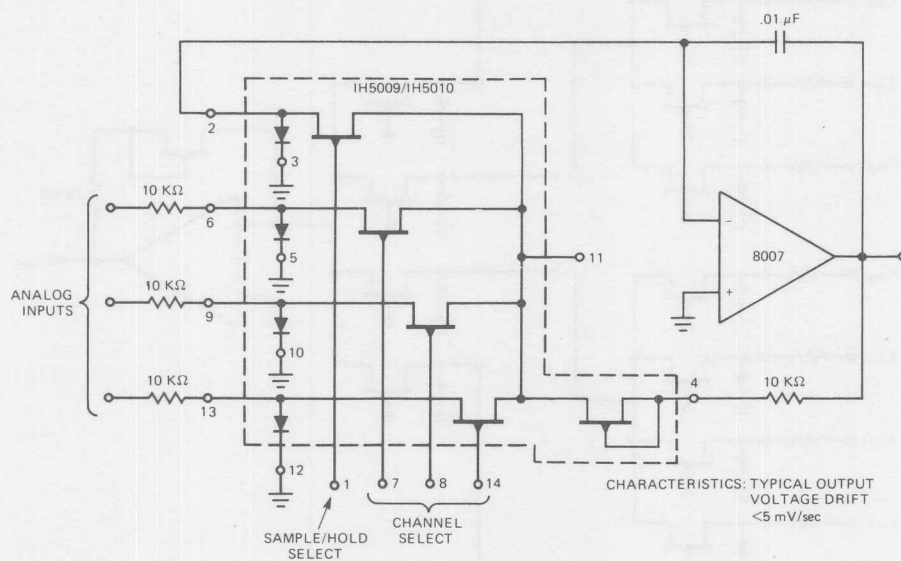 .01 μF
IH5009/IH5010
2
3
10 KΩ
6
5
11
8007
−
+
ANALOG
INPUTS
10 KΩ
9
10
4
10 KΩ
10 KΩ
13
12
1
7
8
14
CHARACTERISTICS: TYPICAL OUTPUT
VOLTAGE DRIFT
<5 mV/sec
SAMPLE/HOLD
SELECT
CHANNEL
SELECT